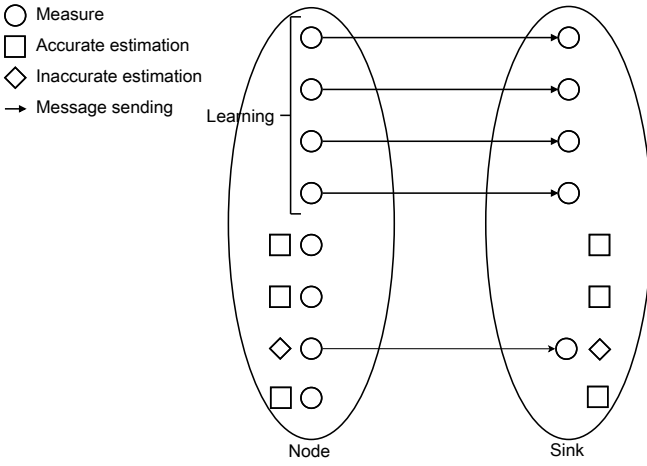 Measure
Accurate estimation
Inaccurate estimation
Message sending
Learning
Node
Sink